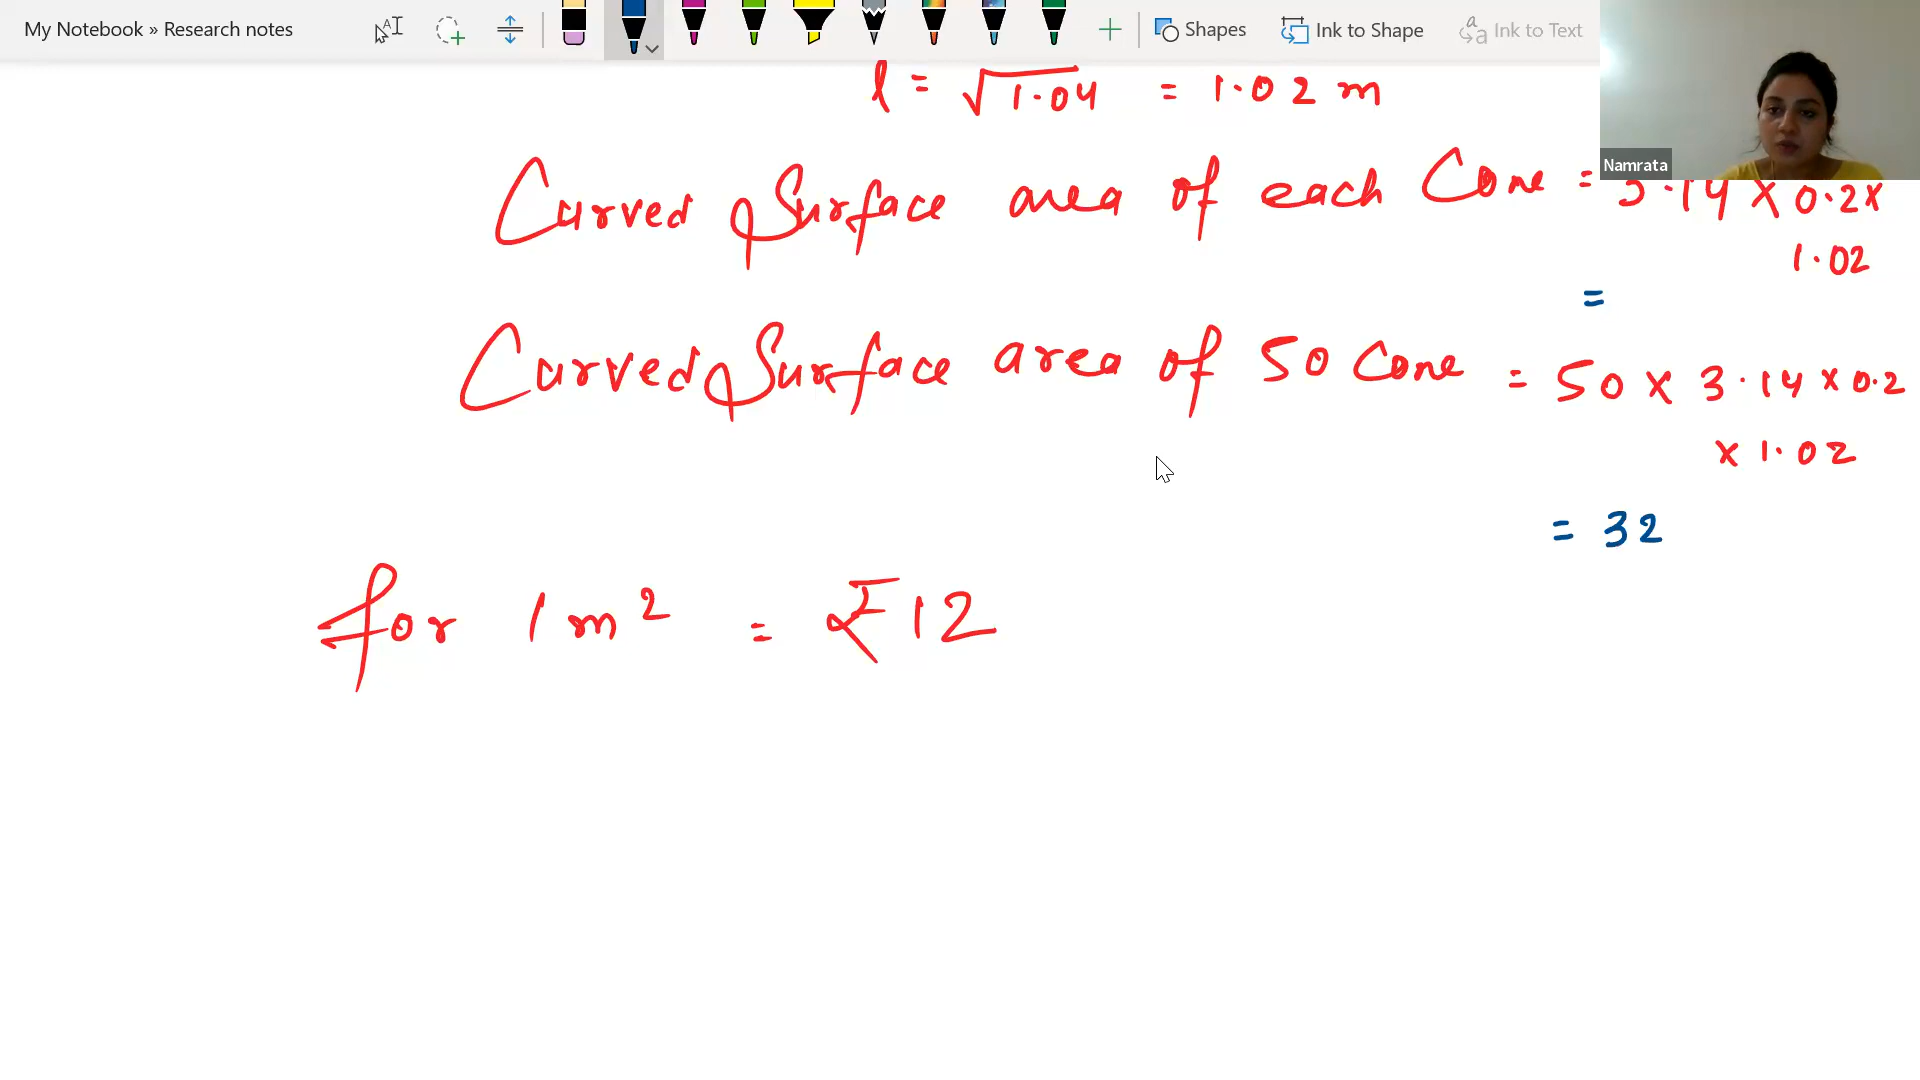 My Notebook » Research notes
Shapes
Ink to Shape
Ink to Text
Namrata
l = √1.04 = 1.02 m
Curved Surface area of each Cone = 3.14 × 0.2 ×
1.02
=
Curved Surface area of 50 Cone = 50 × 3.14 × 0.2
× 1.02
= 32
for 1 m² = ₹12